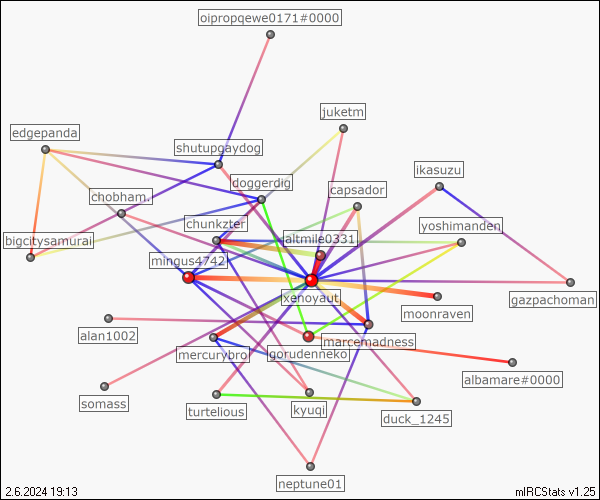 oipropqewe0171#0000
juketm
edgepanda
shutupgaydog
ikasuzu
doggerdig
capsador
chobham.
chunkzter
yoshimanden
altmile0331
bigcitysamurai
mingus4742
xenoyaut
gazpachoman
moonraven
alan1002
marcemadness
mercurybro
gorudenneko
albamare#0000
somass
turtelious
kyuqi
duck_1245
neptune01
2.6.2024 19:13
mIRCStats v1.25